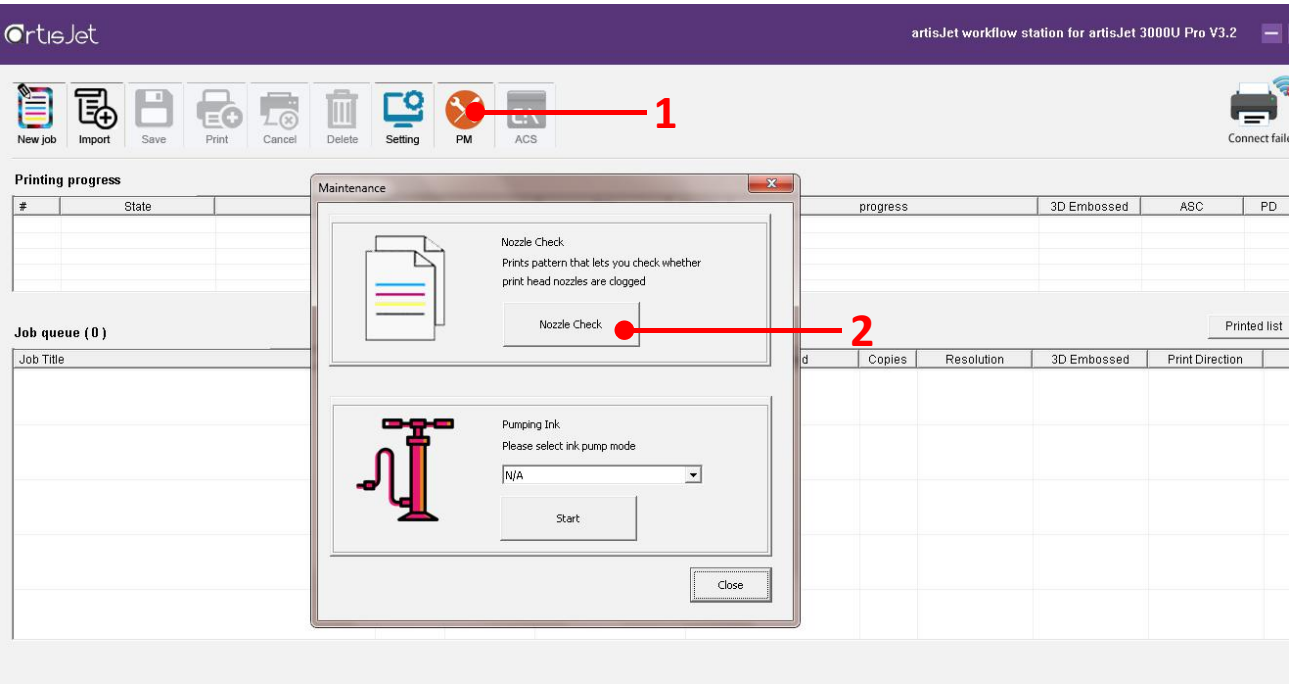 artisJet
artisJet workflow station for artisJet 3000U Pro V3.2
New job Import Save Print Cancel Delete Setting PM ACS
1
Printing progress
Maintenance
# State progress 3D Embossed ASC PD
Nozzle Check
Prints pattern that lets you check whether
print head nozzles are clogged
Nozzle Check
2
Job queue ( 0 )
Printed list
Job Title d Copies Resolution 3D Embossed Print Direction
Pumping Ink
Please select ink pump mode
N/A
Start
Close
Connect faile